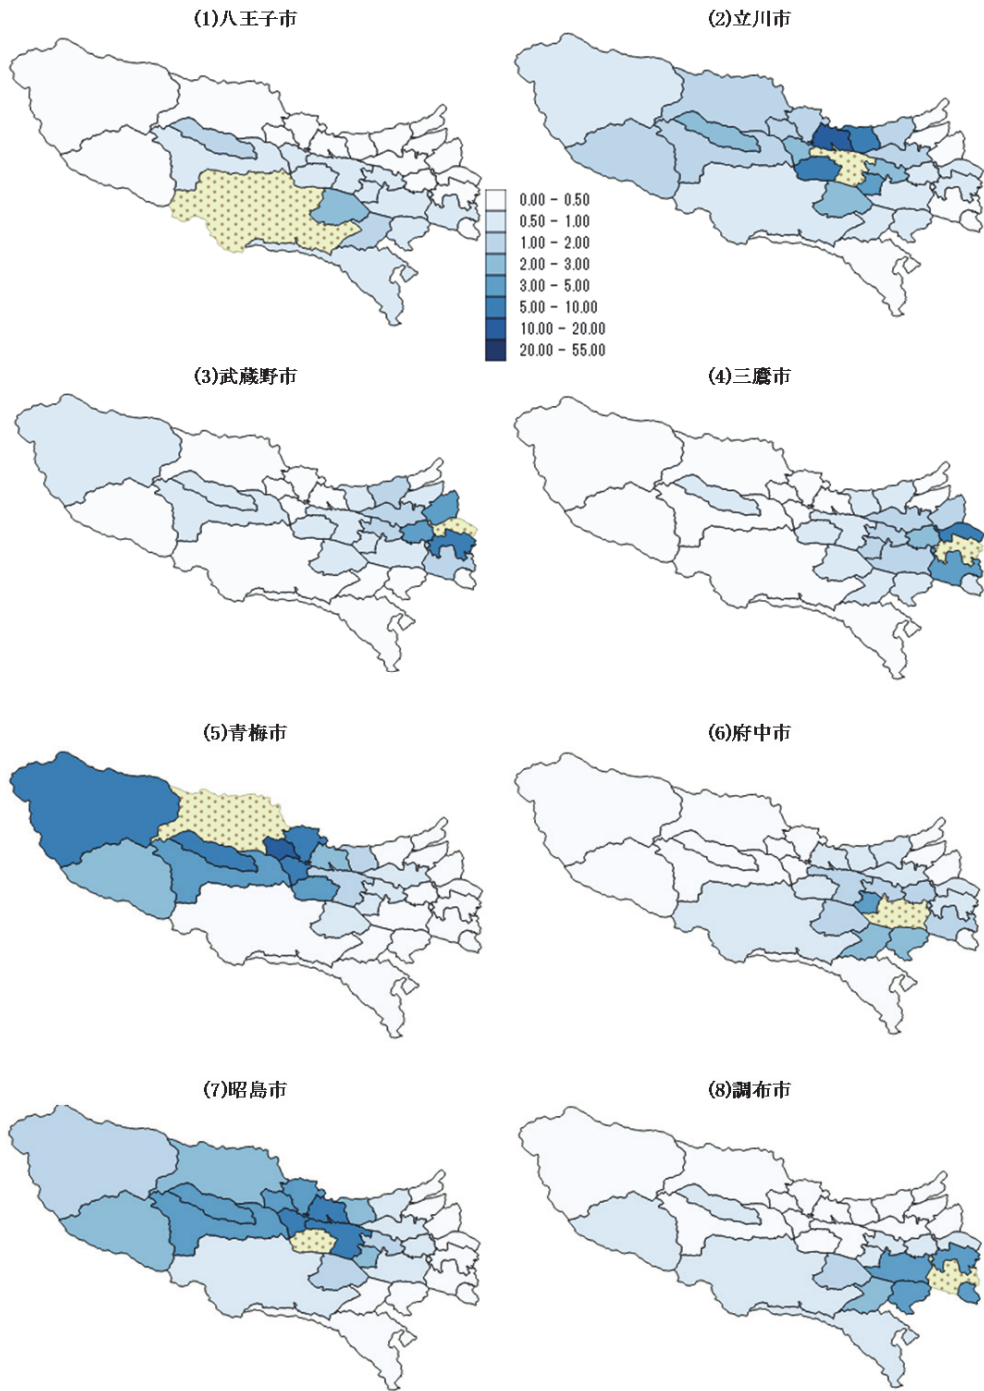 (1)八王子市
(2)立川市
0.00 - 0.50
0.50 - 1.00
1.00 - 2.00
2.00 - 3.00
3.00 - 5.00
5.00 - 10.00
10.00 - 20.00
20.00 - 55.00
(3)武蔵野市
(4)三鷹市
(5)青梅市
(6)府中市
(7)昭島市
(8)調布市